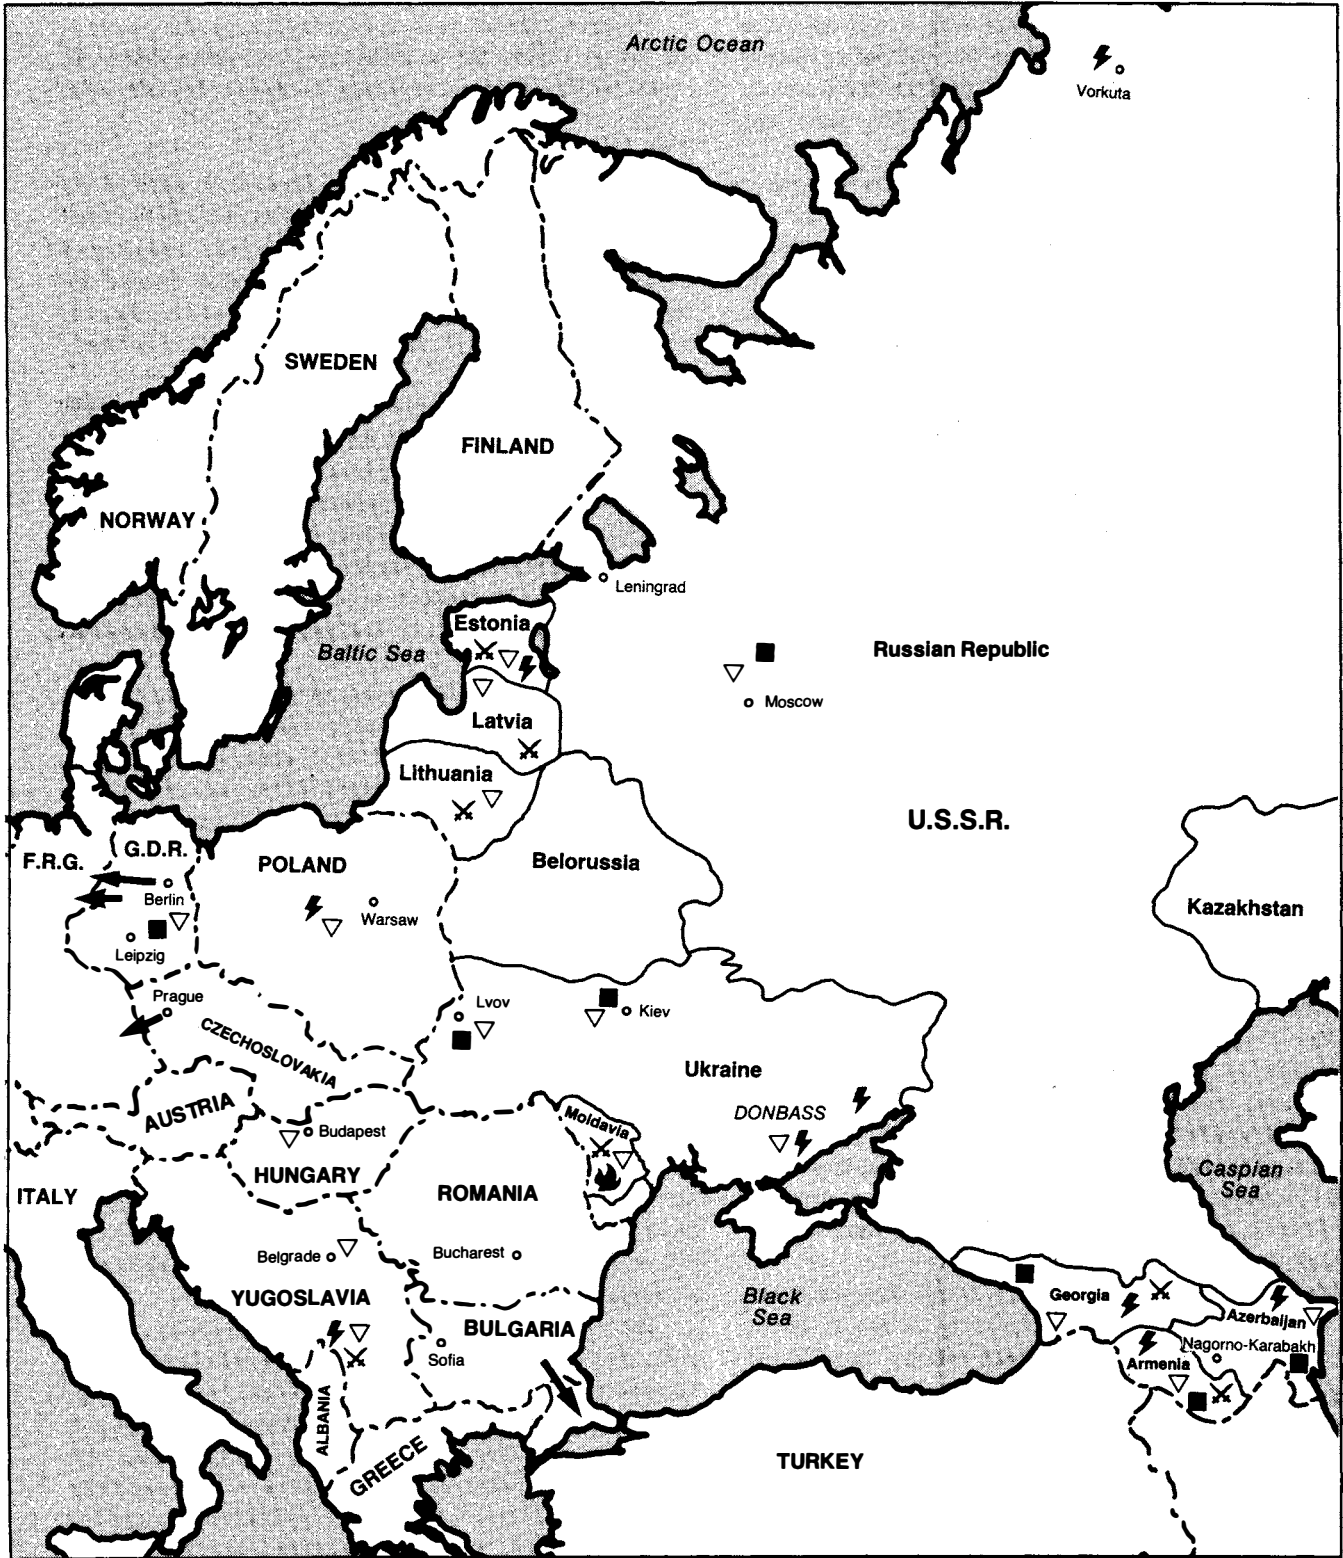 Arctic Ocean
Vorkuta
SWEDEN
FINLAND
NORWAY
Leningrad
Estonia
Baltic Sea
Russian Republic
Moscow
Latvia
Lithuania
U.S.S.R.
F.R.G.
G.D.R.
POLAND
Belorussia
Berlin
Warsaw
Kazakhstan
Leipzig
Prague
Lvov
Kiev
CZECHOSLOVAKIA
Ukraine
AUSTRIA
DONBASS
Moldavia
Budapest
HUNGARY
ITALY
ROMANIA
Caspian
Sea
Belgrade
Bucharest
YUGOSLAVIA
Black
Sea
Georgia
Azerbaijan
BULGARIA
Sofia
Nagorno-Karabakh
Armenia
ALBANIA
GREECE
TURKEY